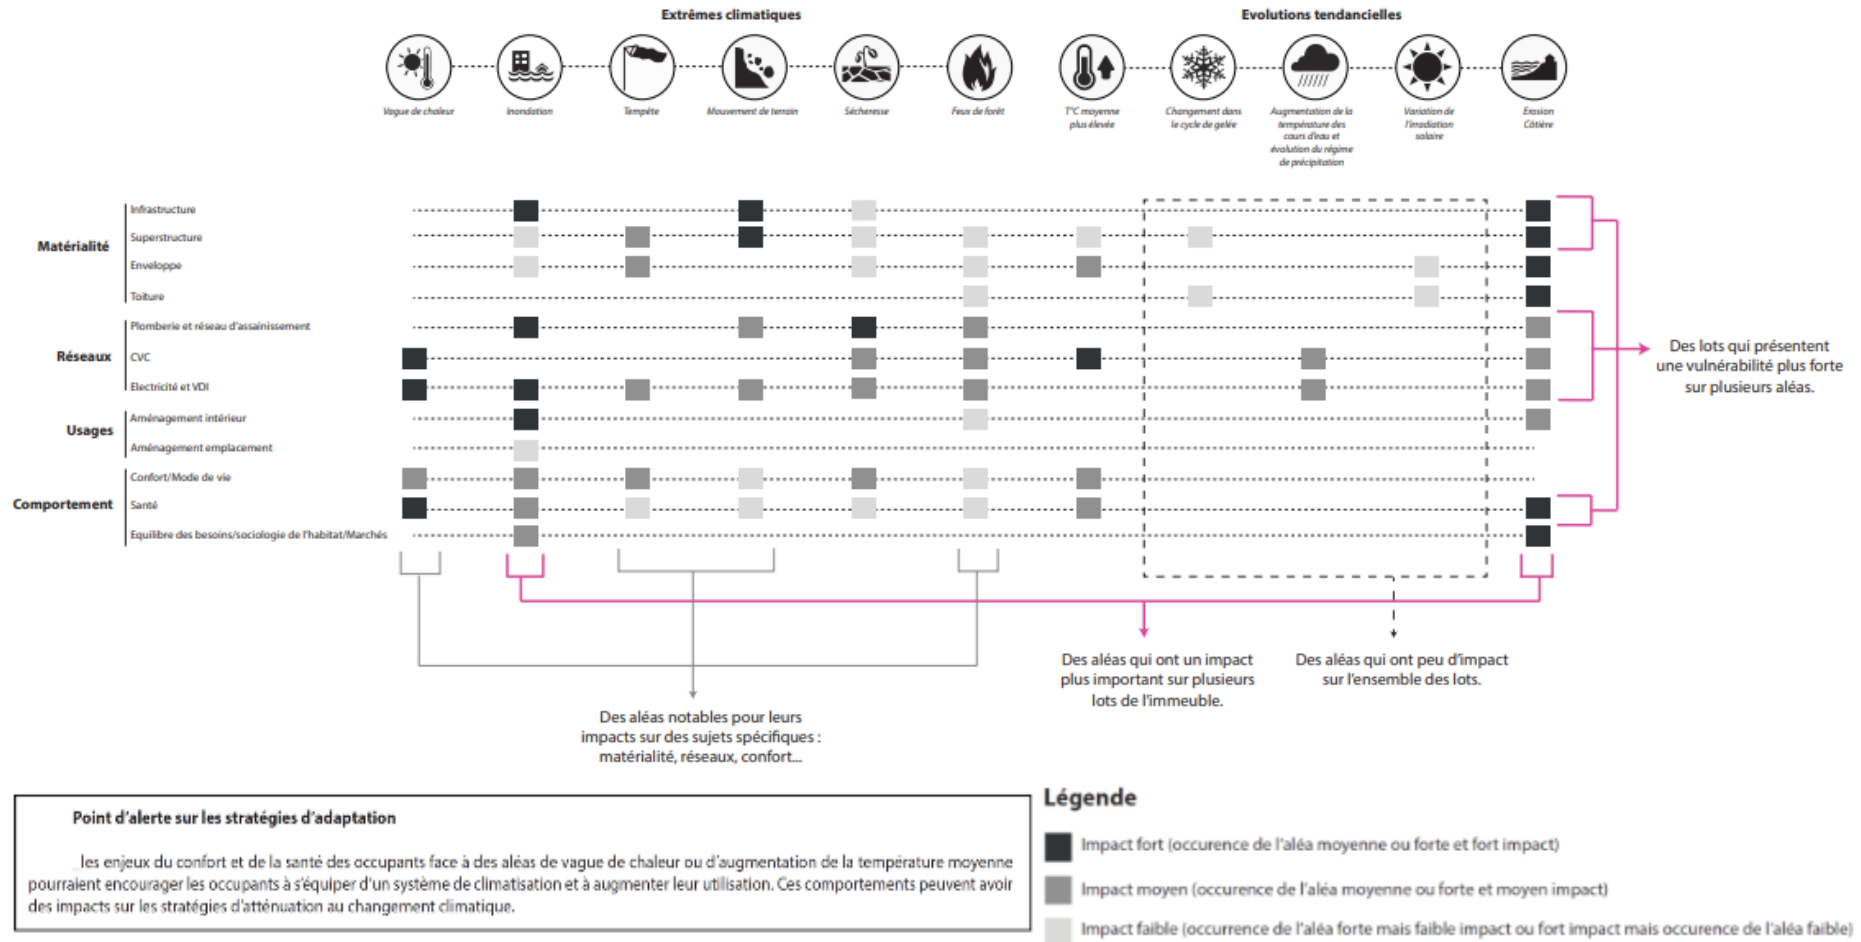 Extrêmes climatiques
Evolutions tendancielles
Vague de chaleur
Inondation
Tempête
Mouvement de terrain
Sécheresse
Feux de forêt
T°C moyenne
plus élevée
Changement dans
le cycle de gelée
Augmentation de la
température des
cours d'eau et
évolution du régime
de précipitation
Variation de
l'irradiation
solaire
Erosion
Côtière
Matérialité
Infrastructure
Superstructure
Enveloppe
Toiture
Réseaux
Plomberie et réseau d'assainissement
CVC
Electricité et VDI
Usages
Aménagement intérieur
Aménagement emplacement
Comportement
Confort/Mode de vie
Santé
Equilibre des besoins/sociologie de l'habitat/Marchés
Des lots qui présentent
une vulnérabilité plus forte
sur plusieurs aléas.
Des aléas qui ont un impact
plus important sur plusieurs
lots de l'immeuble.
Des aléas qui ont peu d'impact
sur l'ensemble des lots.
Des aléas notables pour leurs
impacts sur des sujets spécifiques :
matérialité, réseaux, confort...
Point d'alerte sur les stratégies d'adaptation
les enjeux du confort et de la santé des occupants face à des aléas de vague de chaleur ou d'augmentation de la température moyenne
pourraient encourager les occupants à s'équiper d'un système de climatisation et à augmenter leur utilisation. Ces comportements peuvent avoir
des impacts sur les stratégies d'atténuation au changement climatique.
Légende
Impact fort (occurence de l'aléa moyenne ou forte et fort impact)
Impact moyen (occurence de l'aléa moyenne ou forte et moyen impact)
Impact faible (occurrence de l'aléa forte mais faible impact ou fort impact mais occurence de l'aléa faible)